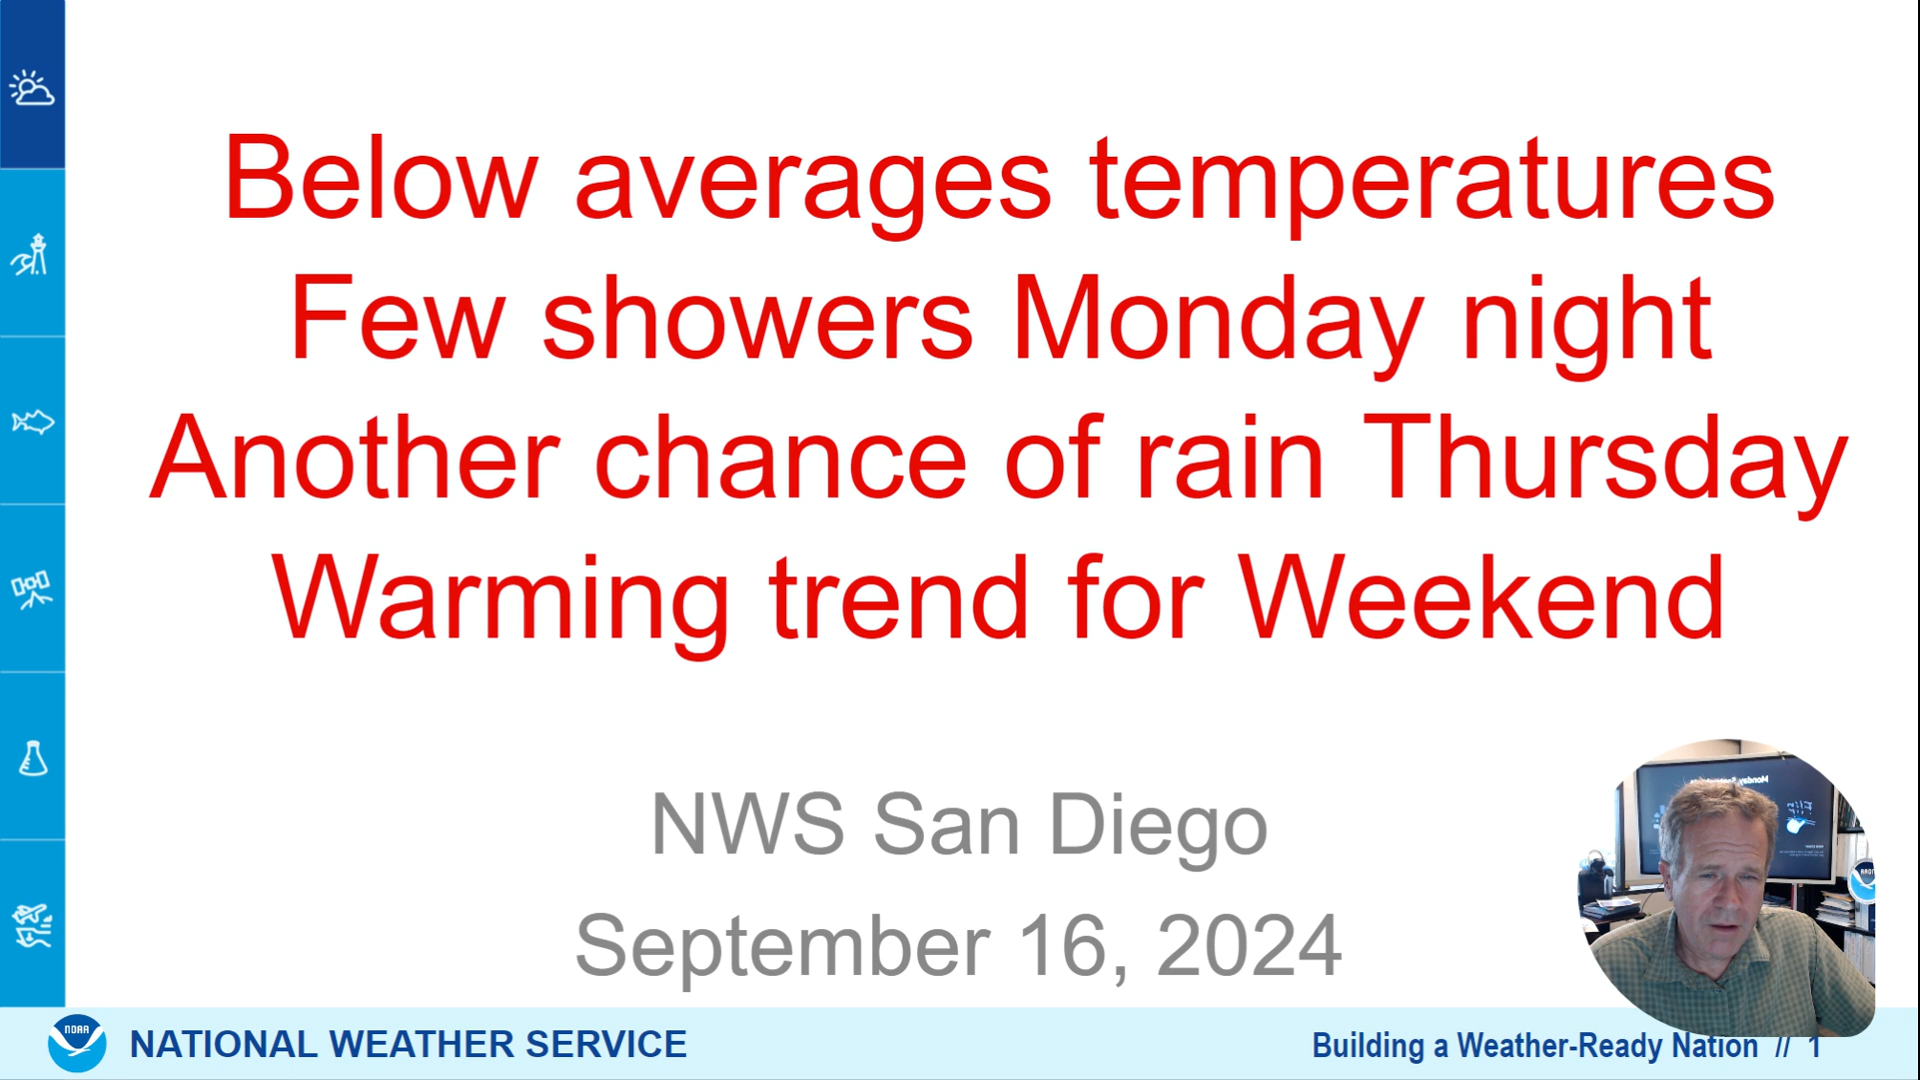 Below averages temperatures
Few showers Monday night
Another chance of rain Thursday
Warming trend for Weekend
NWS San Diego
September 16, 2024
NOAA
NATIONAL WEATHER SERVICE
Building a Weather-Ready Nation // 1